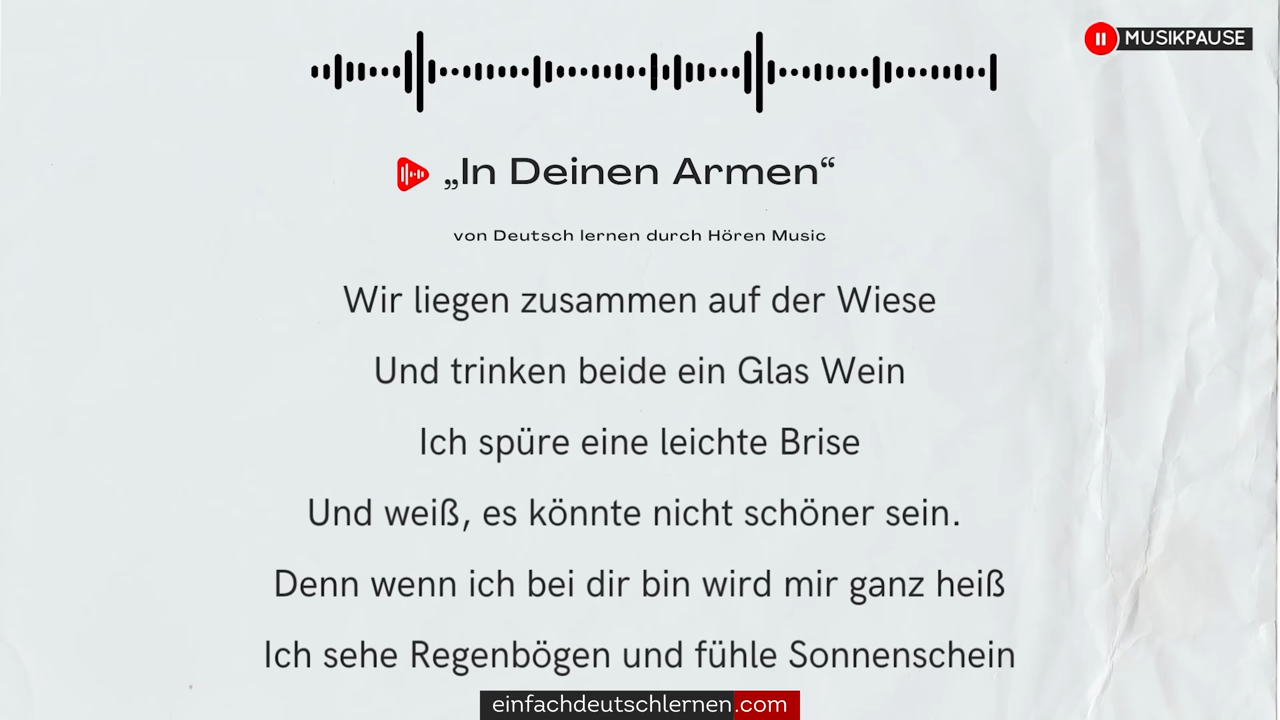 MUSIKPAUSE
„In Deinen Armen“
von Deutsch lernen durch Hören Music
Wir liegen zusammen auf der Wiese
Und trinken beide ein Glas Wein
Ich spüre eine leichte Brise
Und weiß, es könnte nicht schöner sein.
Denn wenn ich bei dir bin wird mir ganz heiß
Ich sehe Regenbögen und fühle Sonnenschein
einfachdeutschlernen.com